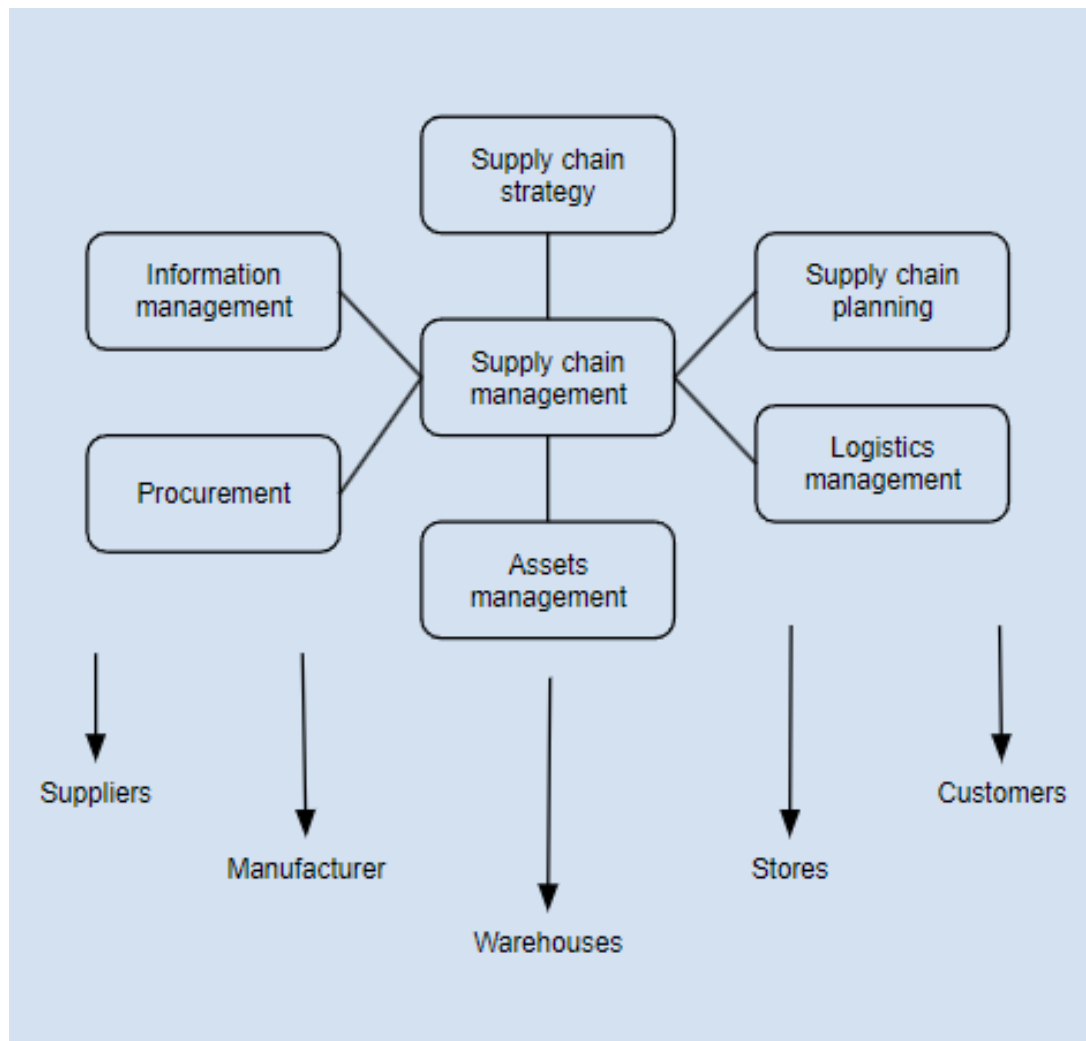 Supply chain
strategy
Information
management
Supply chain
planning
Supply chain
management
Procurement
Logistics
management
Assets
management
Suppliers
Customers
Manufacturer
Stores
Warehouses